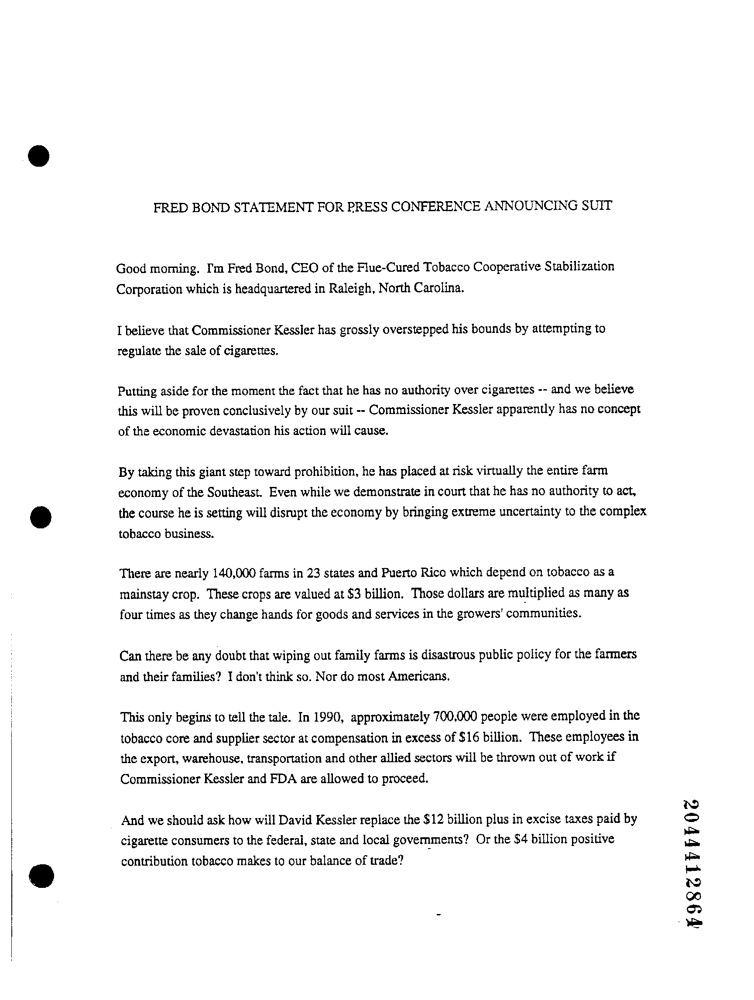 FRED BOND STATEMENT FOR PRESS CONFERENCE ANNOUNCING SUIT
Good morning. I'm Fred Bond, CEO of the Flue-Cured Tobacco Cooperative Stabilization
Corporation which is headquartered in Raleigh, North Carolina.
I believe that Commissioner Kessler has grossly overstepped his bounds by attempting to
regulate the sale of cigarettes.
Putting aside for the moment the fact that he has no authority over cigarettes -- and we believe
this will be proven conclusively by our suit -- Commissioner Kessler apparently has no concept
of the economic devastation his action will cause.
By taking this giant step toward prohibition, he has placed at risk virtually the entire farm
economy of the Southeast. Even while we demonstrate in court that he has no authority to act,
the course he is setting will disrupt the economy by bringing extreme uncertainty to the complex
tobacco business.
There are nearly 140,000 farms in 23 states and Puerto Rico which depend on tobacco as a
mainstay crop. These crops are valued at $3 billion. Those dollars are multiplied as many as
four times as they change hands for goods and services in the growers' communities.
Can there be any doubt that wiping out family farms is disastrous public policy for the farmers
and their families? I don't think so. Nor do most Americans.
This only begins to tell the tale. In 1990, approximately 700,000 people were employed in the
tobacco core and supplier sector at compensation in excess of $16 billion. These employees in
the export, warehouse, transportation and other allied sectors will be thrown out of work if
Commissioner Kessler and FDA are allowed to proceed.
And we should ask how will David Kessler replace the $12 billion plus in excise taxes paid by
cigarette consumers to the federal, state and local governments? Or the $4 billion positive
contribution tobacco makes to our balance of trade?
2044412864